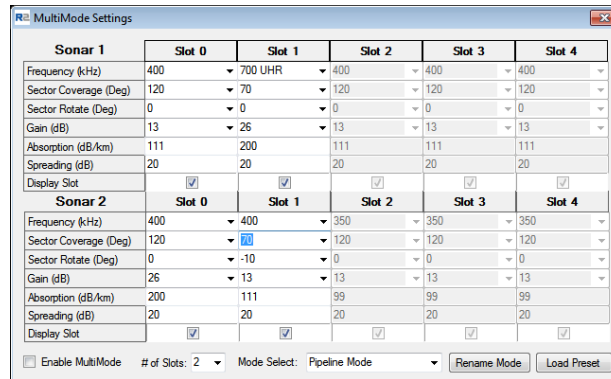 R2 MultiMode Settings
Sonar 1 Slot 0 Slot 1 Slot 2 Slot 3 Slot 4
Frequency (kHz) 400 700 UHR 400 400 400
Sector Coverage (Deg) 120 70 120 120 120
Sector Rotate (Deg) 0 0 0 0 0
Gain (dB) 13 26 13 13 13
Absorption (dB/km) 111 200 111 111 111
Spreading (dB) 20 20 20 20 20
Display Slot
Sonar 2 Slot 0 Slot 1 Slot 2 Slot 3 Slot 4
Frequency (kHz) 400 400 350 350 350
Sector Coverage (Deg) 120 70 120 120 120
Sector Rotate (Deg) 0 -10 0 0 0
Gain (dB) 26 13 13 13 13
Absorption (dB/km) 200 111 99 99 99
Spreading (dB) 20 20 20 20 20
Display Slot
Enable MultiMode # of Slots: 2 Mode Select: Pipeline Mode Rename Mode Load Preset